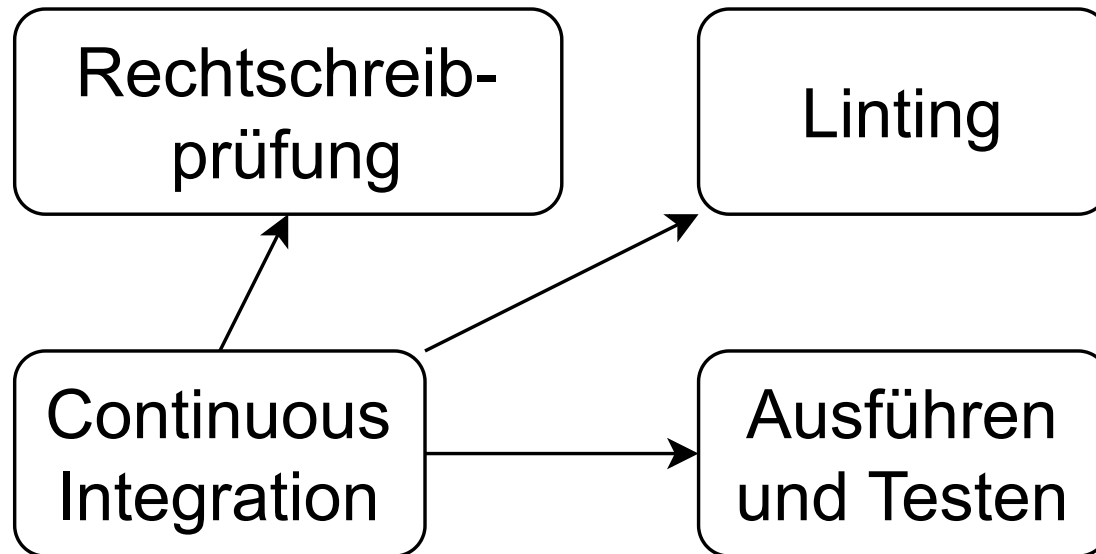 Rechtschreib-
prüfung
Linting
Continuous
Integration
Ausführen
und Testen